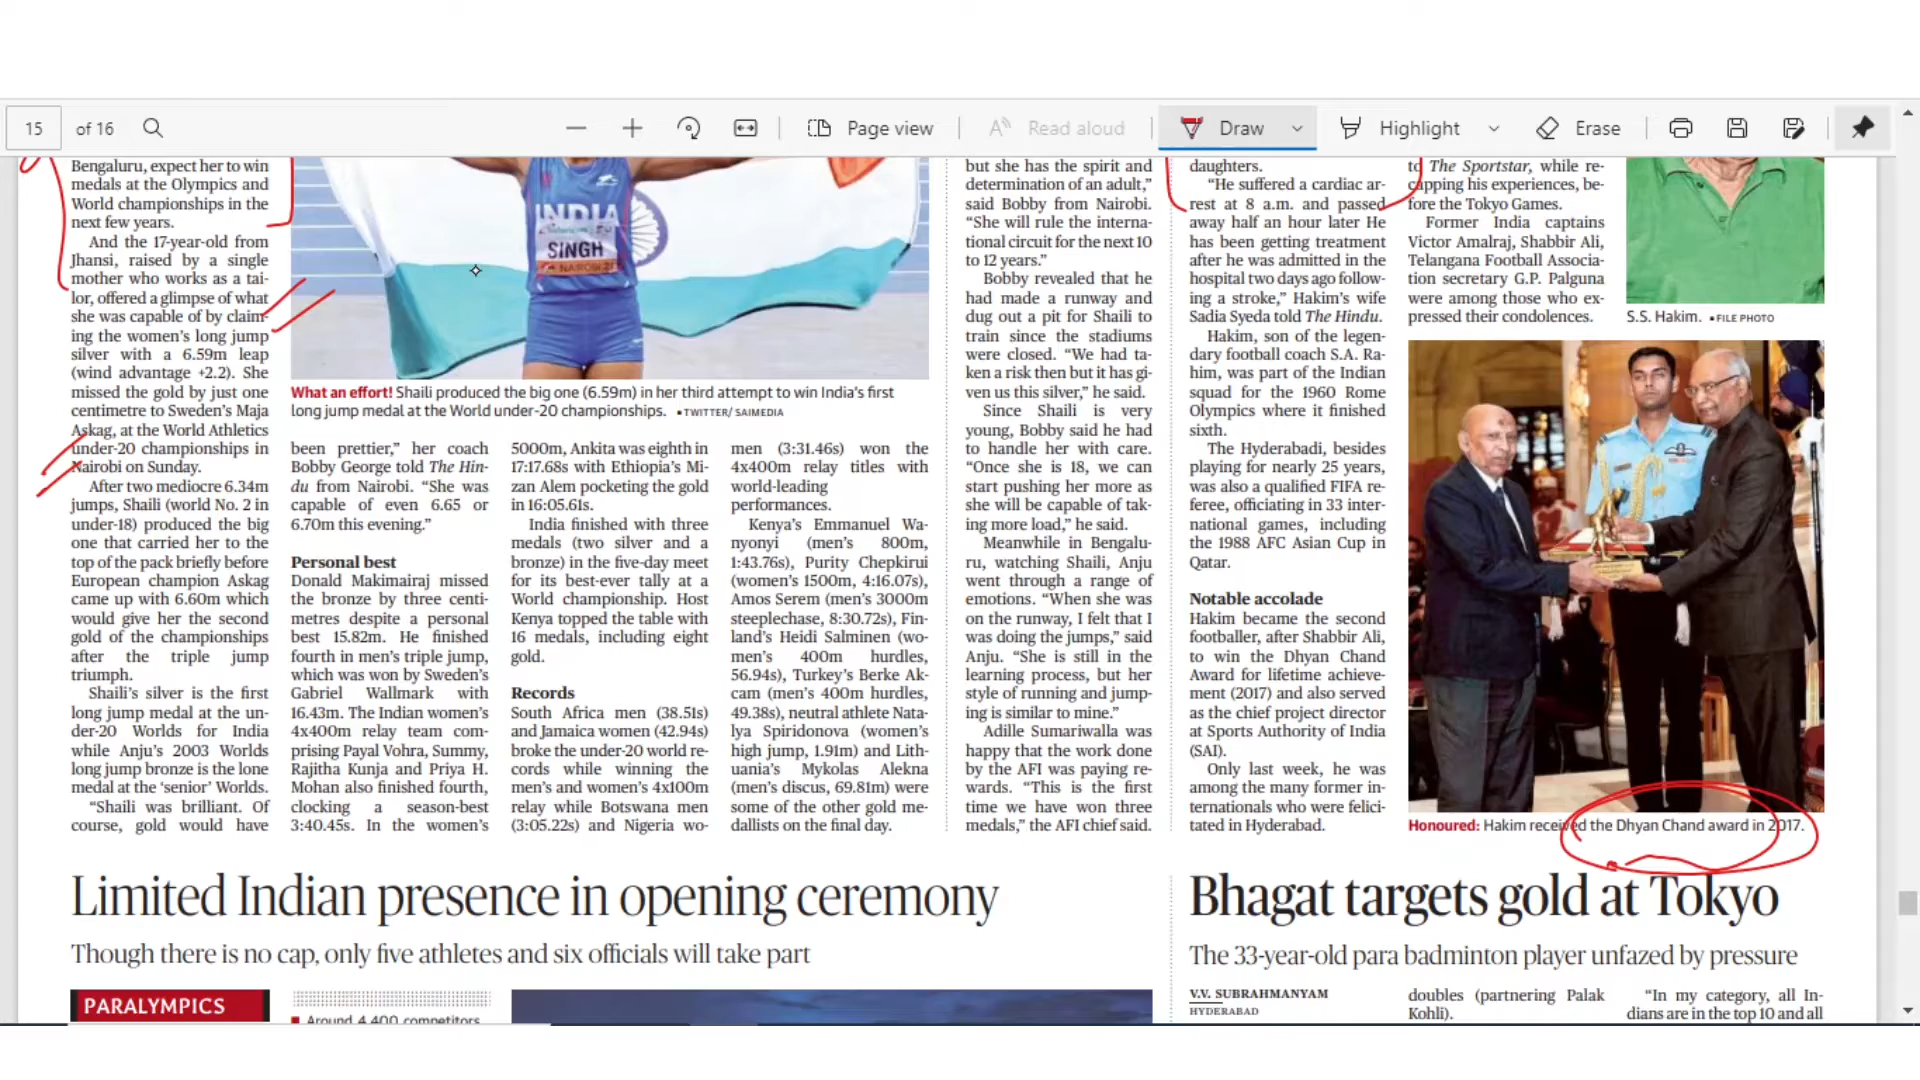 15 of 16
Page view
Read aloud
Draw
Highlight
Erase
Bengaluru, expect her to win
medals at the Olympics and
World championships in the
next few years.
And the 17-year-old from
Jhansi, raised by a single
mother who works as a tai-
lor, offered a glimpse of what
she was capable of by claim-
ing the women's long jump
silver with a 6.59m leap
(wind advantage +2.2). She
missed the gold by just one
centimetre to Sweden's Maja
Askag, at the World Athletics
under-20 championships in
Nairobi on Sunday.
After two mediocre 6.34m
jumps, Shaili (world No. 2 in
under-18) produced the big
one that carried her to the
top of the pack briefly before
European champion Askag
came up with 6.60m which
would give her the second
gold of the championships
after the triple jump
triumph.
Shaili's silver is the first
long jump medal at the un-
der-20 Worlds for India
while Anju's 2003 Worlds
long jump bronze is the lone
medal at the 'senior' Worlds.
"Shaili was brilliant. Of
course, gold would have
INDIA
SINGH
NAIROBI 21
What an effort! Shaili produced the big one (6.59m) in her third attempt to win India's first
long jump medal at the World under-20 championships. ▪TWITTER/ SAIMEDIA
been prettier," her coach
Bobby George told The Hin-
du from Nairobi. "She was
capable of even 6.65 or
6.70m this evening."
Personal best
Donald Makimairaj missed
the bronze by three centi-
metres despite a personal
best 15.82m. He finished
fourth in men's triple jump,
which was won by Sweden's
Gabriel Wallmark with
16.43m. The Indian women's
4x400m relay team com-
prising Payal Vohra, Summy,
Rajitha Kunja and Priya H.
Mohan also finished fourth,
clocking a season-best
3:40.45s. In the women's
5000m, Ankita was eighth in
17:17.68s with Ethiopia's Mi-
zan Alem pocketing the gold
in 16:05.61s.
India finished with three
medals (two silver and a
bronze) in the five-day meet
for its best-ever tally at a
World championship. Host
Kenya topped the table with
16 medals, including eight
gold.
Records
South Africa men (38.51s)
and Jamaica women (42.94s)
broke the under-20 world re-
cords while winning the
men's and women's 4x100m
relay while Botswana men
(3:05.22s) and Nigeria wo-
men (3:31.46s) won the
4x400m relay titles with
world-leading
performances.
Kenya's Emmanuel Wa-
nyonyi (men's 800m,
1:43.76s), Purity Chepkirui
(women's 1500m, 4:16.07s),
Amos Serem (men's 3000m
steeplechase, 8:30.72s), Fin-
land's Heidi Salminen (wo-
men's 400m hurdles,
56.94s), Turkey's Berke Ak-
cam (men's 400m hurdles,
49.38s), neutral athlete Nata-
lya Spiridonova (women's
high jump, 1.91m) and Lith-
uania's Mykolas Alekna
(men's discus, 69.81m) were
some of the other gold me-
dallists on the final day.
but she has the spirit and
determination of an adult,"
said Bobby from Nairobi.
"She will rule the interna-
tional circuit for the next 10
to 12 years."
Bobby revealed that he
had made a runway and
dug out a pit for Shaili to
train since the stadiums
were closed. "We had ta-
ken a risk then but it has gi-
ven us this silver," he said.
Since Shaili is very
young, Bobby said he had
to handle her with care.
"Once she is 18, we can
start pushing her more as
she will be capable of tak-
ing more load," he said.
Meanwhile in Bengalu-
ru, watching Shaili, Anju
went through a range of
emotions. "When she was
on the runway, I felt that I
was doing the jumps," said
Anju. "She is still in the
learning process, but her
style of running and jump-
ing is similar to mine."
Adille Sumariwalla was
happy that the work done
by the AFI was paying re-
wards. "This is the first
time we have won three
medals," the AFI chief said.
daughters.
"He suffered a cardiac ar-
rest at 8 a.m. and passed
away half an hour later He
has been getting treatment
after he was admitted in the
hospital two days ago follow-
ing a stroke," Hakim's wife
Sadia Syeda told The Hindu.
Hakim, son of the legen-
dary football coach S.A. Ra-
him, was part of the Indian
squad for the 1960 Rome
Olympics where it finished
sixth.
The Hyderabadi, besides
playing for nearly 25 years,
was also a qualified FIFA re-
feree, officiating in 33 inter-
national games, including
the 1988 AFC Asian Cup in
Qatar.
Notable accolade
Hakim became the second
footballer, after Shabbir Ali,
to win the Dhyan Chand
Award for lifetime achieve-
ment (2017) and also served
as the chief project director
at Sports Authority of India
(SAI).
Only last week, he was
among the many former in-
ternationals who were felici-
tated in Hyderabad.
to The Sportstar, while re-
capping his experiences, be-
fore the Tokyo Games.
Former India captains
Victor Amalraj, Shabbir Ali,
Telangana Football Associa-
tion secretary G.P. Palguna
were among those who ex-
pressed their condolences.
S.S. Hakim. ▪FILE PHOTO
Honoured: Hakim received the Dhyan Chand award in 2017.
Limited Indian presence in opening ceremony
Though there is no cap, only five athletes and six officials will take part
PARALYMPICS
▪ Around 4,400 competitors
Bhagat targets gold at Tokyo
The 33-year-old para badminton player unfazed by pressure
V.V. SUBRAHMANYAM
HYDERABAD
doubles (partnering Palak
Kohli).
"In my category, all In-
dians are in the top 10 and all